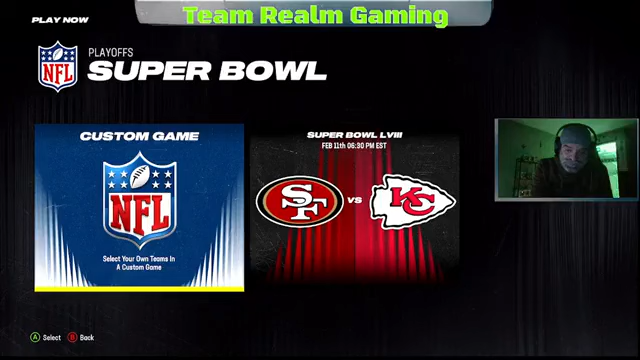 Team Realm Gaming
PLAY NOW
PLAYOFFS
SUPER BOWL
NFL
CUSTOM GAME
NFL
Select Your Own Teams In
A Custom Game
SUPER BOWL LVIII
FEB 11th 06:30 PM EST
SF
VS
KC
A Select
B Back